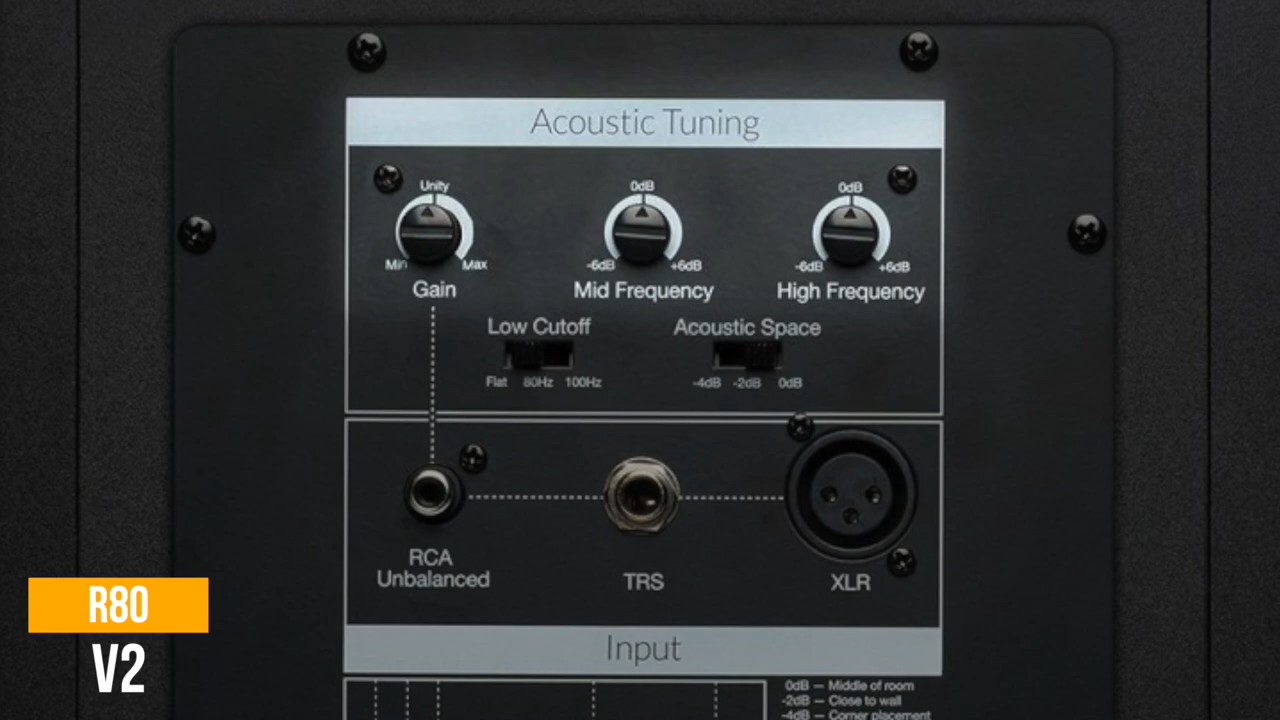 Acoustic Tuning
Unity
0dB
0dB
Min
Max
-6dB
+6dB
-6dB
+6dB
Gain
Mid Frequency
High Frequency
Low Cutoff
Acoustic Space
Flat
80Hz
100Hz
-4dB
-2dB
0dB
RCA
Unbalanced
TRS
XLR
R80
V2
Input
0dB — Middle of room
-2dB — Close to wall
-4dB — Corner placement